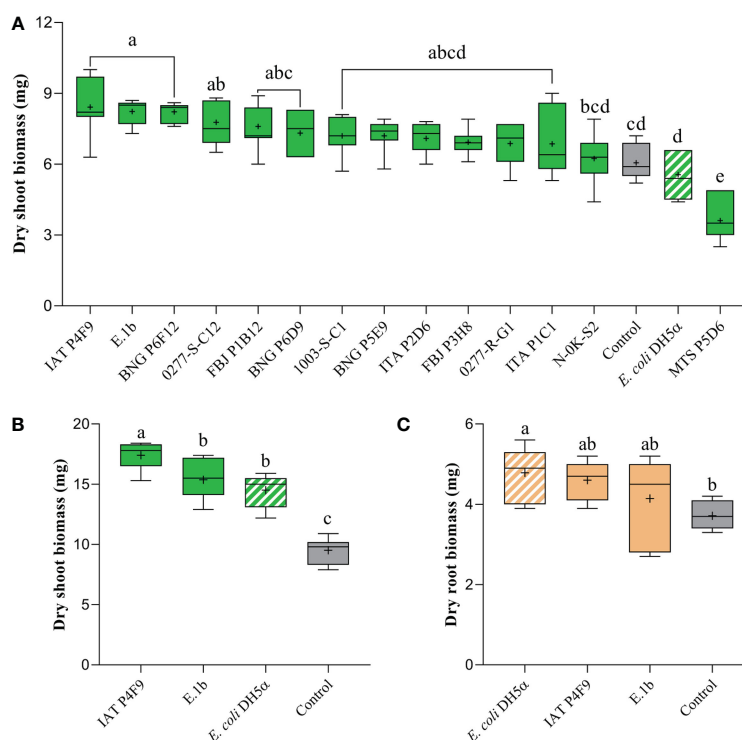 A
Dry shoot biomass (mg)
12
9
6
3
0
a
ab
abc
abcd
bcd
cd
d
e
IAT P4F9
E.1b
BNG P6F12
0277-S-C12
FBJ P1B12
BNG P6D9
1003-S-C1
BNG P5E9
ITA P2D6
FBJ P3H8
0277-R-G1
ITA P1C1
N-0K-S2
Control
E. coli DH5α
MTS P5D6
B
Dry shoot biomass (mg)
20
15
10
5
0
a
b
b
c
IAT P4F9
E.1b
E. coli DH5α
Control
C
Dry root biomass (mg)
6
4
2
0
a
ab
ab
b
E. coli DH5α
IAT P4F9
E.1b
Control